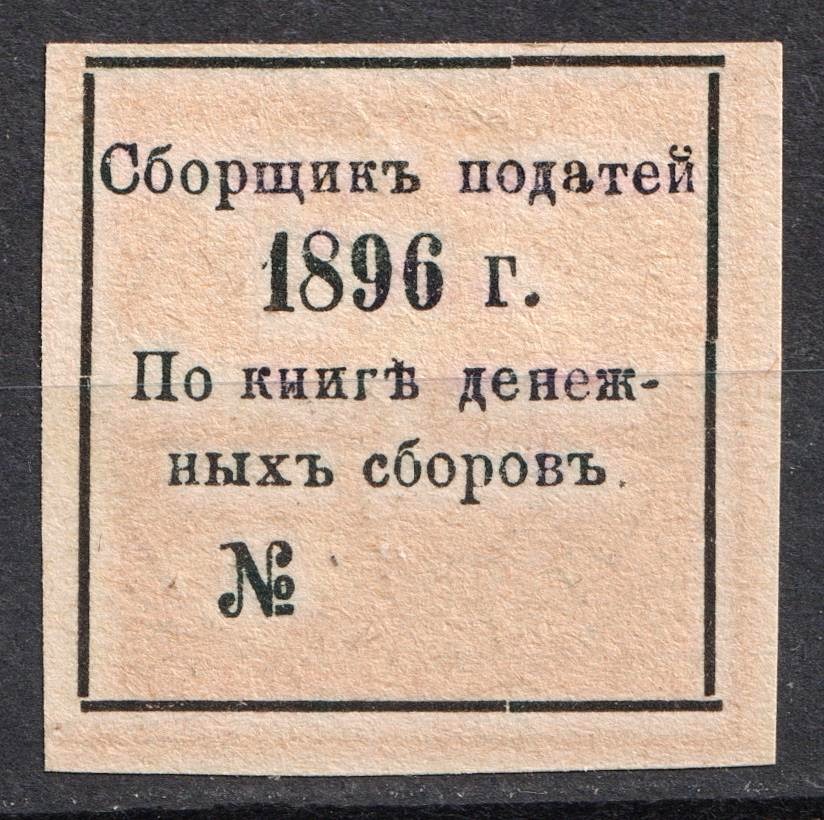 Сборщикъ податей
1896 г.
По книгѣ денеж-
ныхъ сборовъ.
№